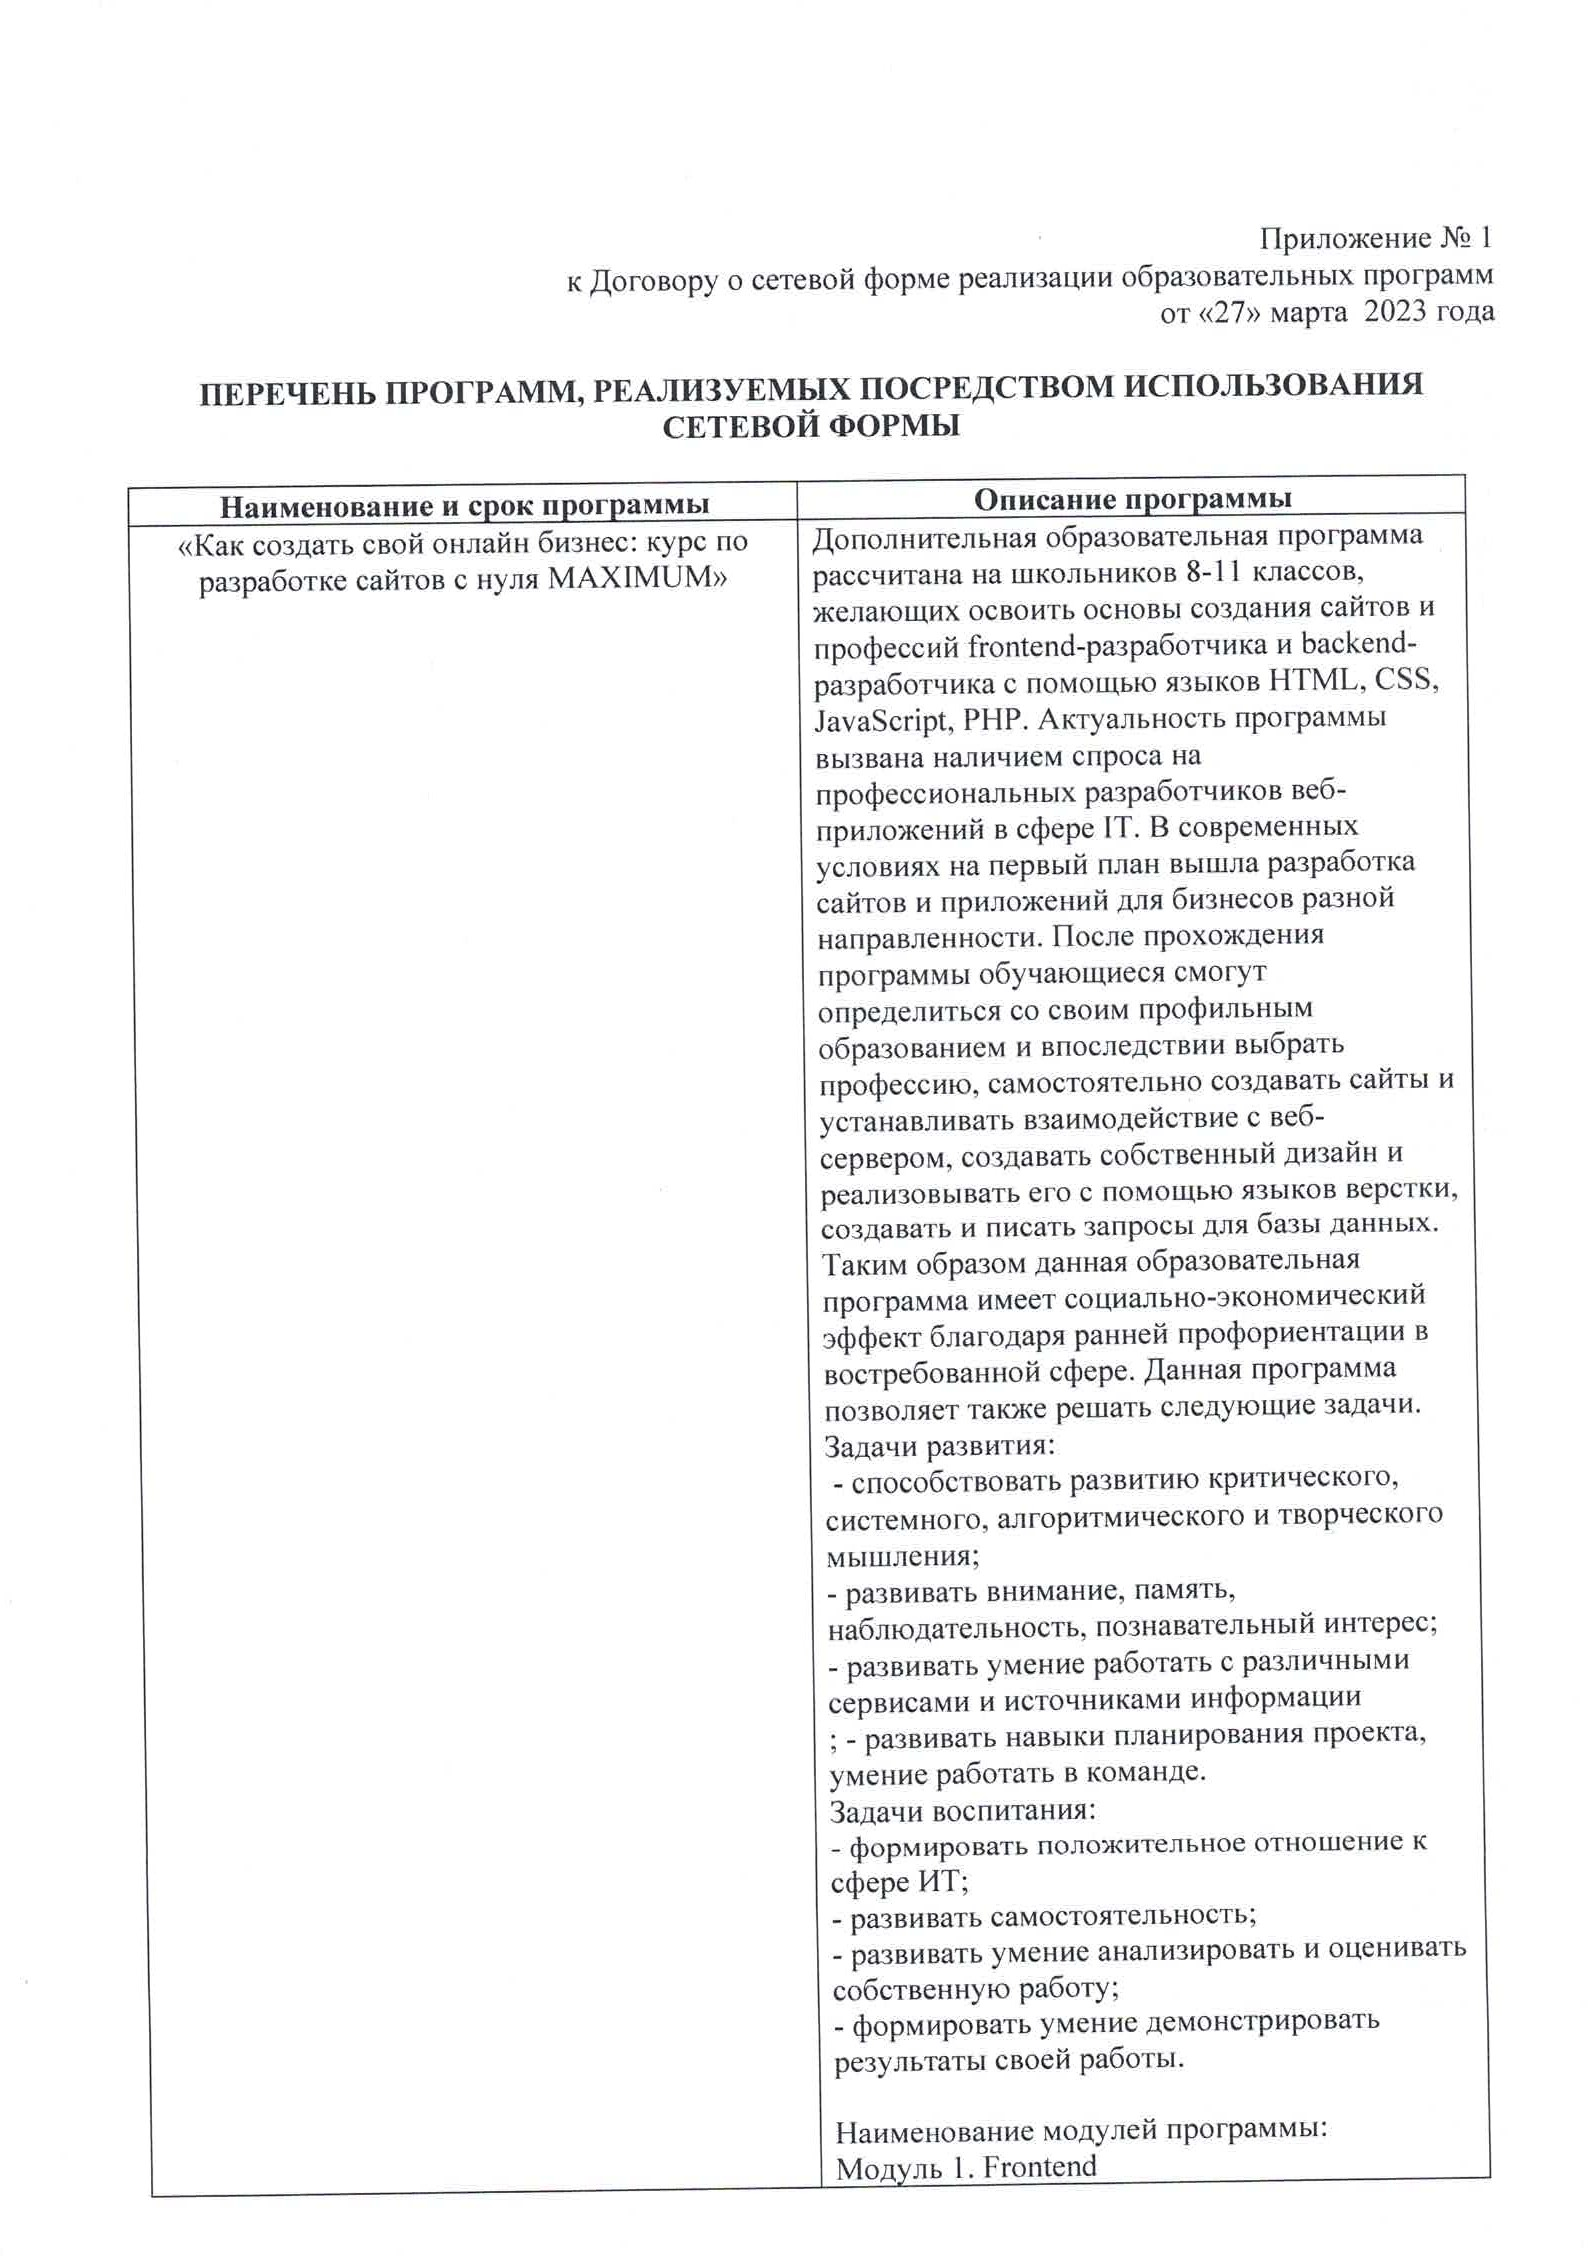 Приложение № 1
к Договору о сетевой форме реализации образовательных программ
от «27» марта 2023 года
ПЕРЕЧЕНЬ ПРОГРАММ, РЕАЛИЗУЕМЫХ ПОСРЕДСТВОМ ИСПОЛЬЗОВАНИЯ
СЕТЕВОЙ ФОРМЫ
Наименование и срок программы
Описание программы
«Как создать свой онлайн бизнес: курс по
разработке сайтов с нуля MAXIMUM»
Дополнительная образовательная программа
рассчитана на школьников 8-11 классов,
желающих освоить основы создания сайтов и
профессий frontend-разработчика и backend-
разработчика с помощью языков HTML, CSS,
JavaScript, PHP. Актуальность программы
вызвана наличием спроса на
профессиональных разработчиков веб-
приложений в сфере IT. В современных
условиях на первый план вышла разработка
сайтов и приложений для бизнесов разной
направленности. После прохождения
программы обучающиеся смогут
определиться со своим профильным
образованием и впоследствии выбрать
профессию, самостоятельно создавать сайты и
устанавливать взаимодействие с веб-
сервером, создавать собственный дизайн и
реализовывать его с помощью языков верстки,
создавать и писать запросы для базы данных.
Таким образом данная образовательная
программа имеет социально-экономический
эффект благодаря ранней профориентации в
востребованной сфере. Данная программа
позволяет также решать следующие задачи.
Задачи развития:
- способствовать развитию критического,
системного, алгоритмического и творческого
мышления;
- развивать внимание, память,
наблюдательность, познавательный интерес;
- развивать умение работать с различными
сервисами и источниками информации
; - развивать навыки планирования проекта,
умение работать в команде.
Задачи воспитания:
- формировать положительное отношение к
сфере ИТ;
- развивать самостоятельность;
- развивать умение анализировать и оценивать
собственную работу;
- формировать умение демонстрировать
результаты своей работы.
Наименование модулей программы:
Модуль 1. Frontend